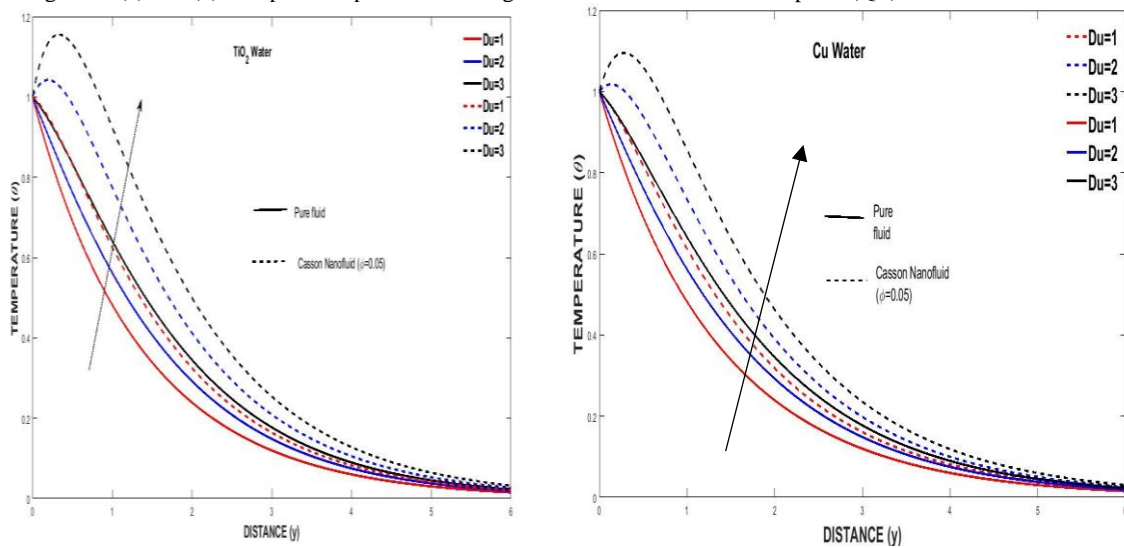 1.2
TiO2 Water
Du=1
Du=2
Du=3
Du=1
Du=2
Du=3
1
0.8
0.6
0.4
0.2
0
TEMPERATURE (θ)
Pure fluid
Casson Nanofluid (ϕ=0.05)
0 1 2 3 4 5 6
DISTANCE (y)
1.2
Cu Water
Du=1
Du=2
Du=3
Du=1
Du=2
Du=3
1
0.8
0.6
0.4
0.2
0
TEMPERATURE (θ)
Pure
fluid
Casson Nanofluid
(ϕ=0.05)
0 1 2 3 4 5 6
DISTANCE (y)